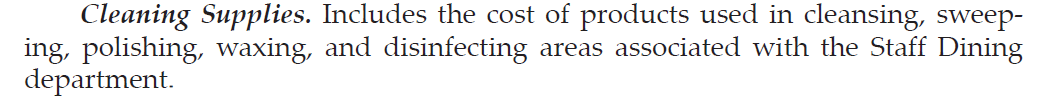 Cleaning Supplies. Includes the cost of products used in cleansing, sweep-
ing, polishing, waxing, and disinfecting areas associated with the Staff Dining
department.